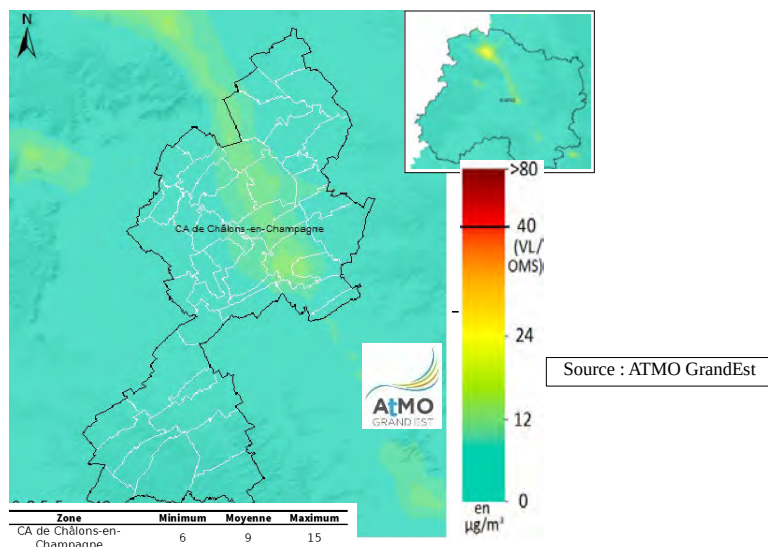 N
CA de Châlons-en-Champagne
>80
40
(VL/
OMS)
24
12
0
en
µg/m³
AtMO
GRAND EST
Source : ATMO GrandEst
Zone Minimum Moyenne Maximum
CA de Châlons-en-
Champagne 6 9 15